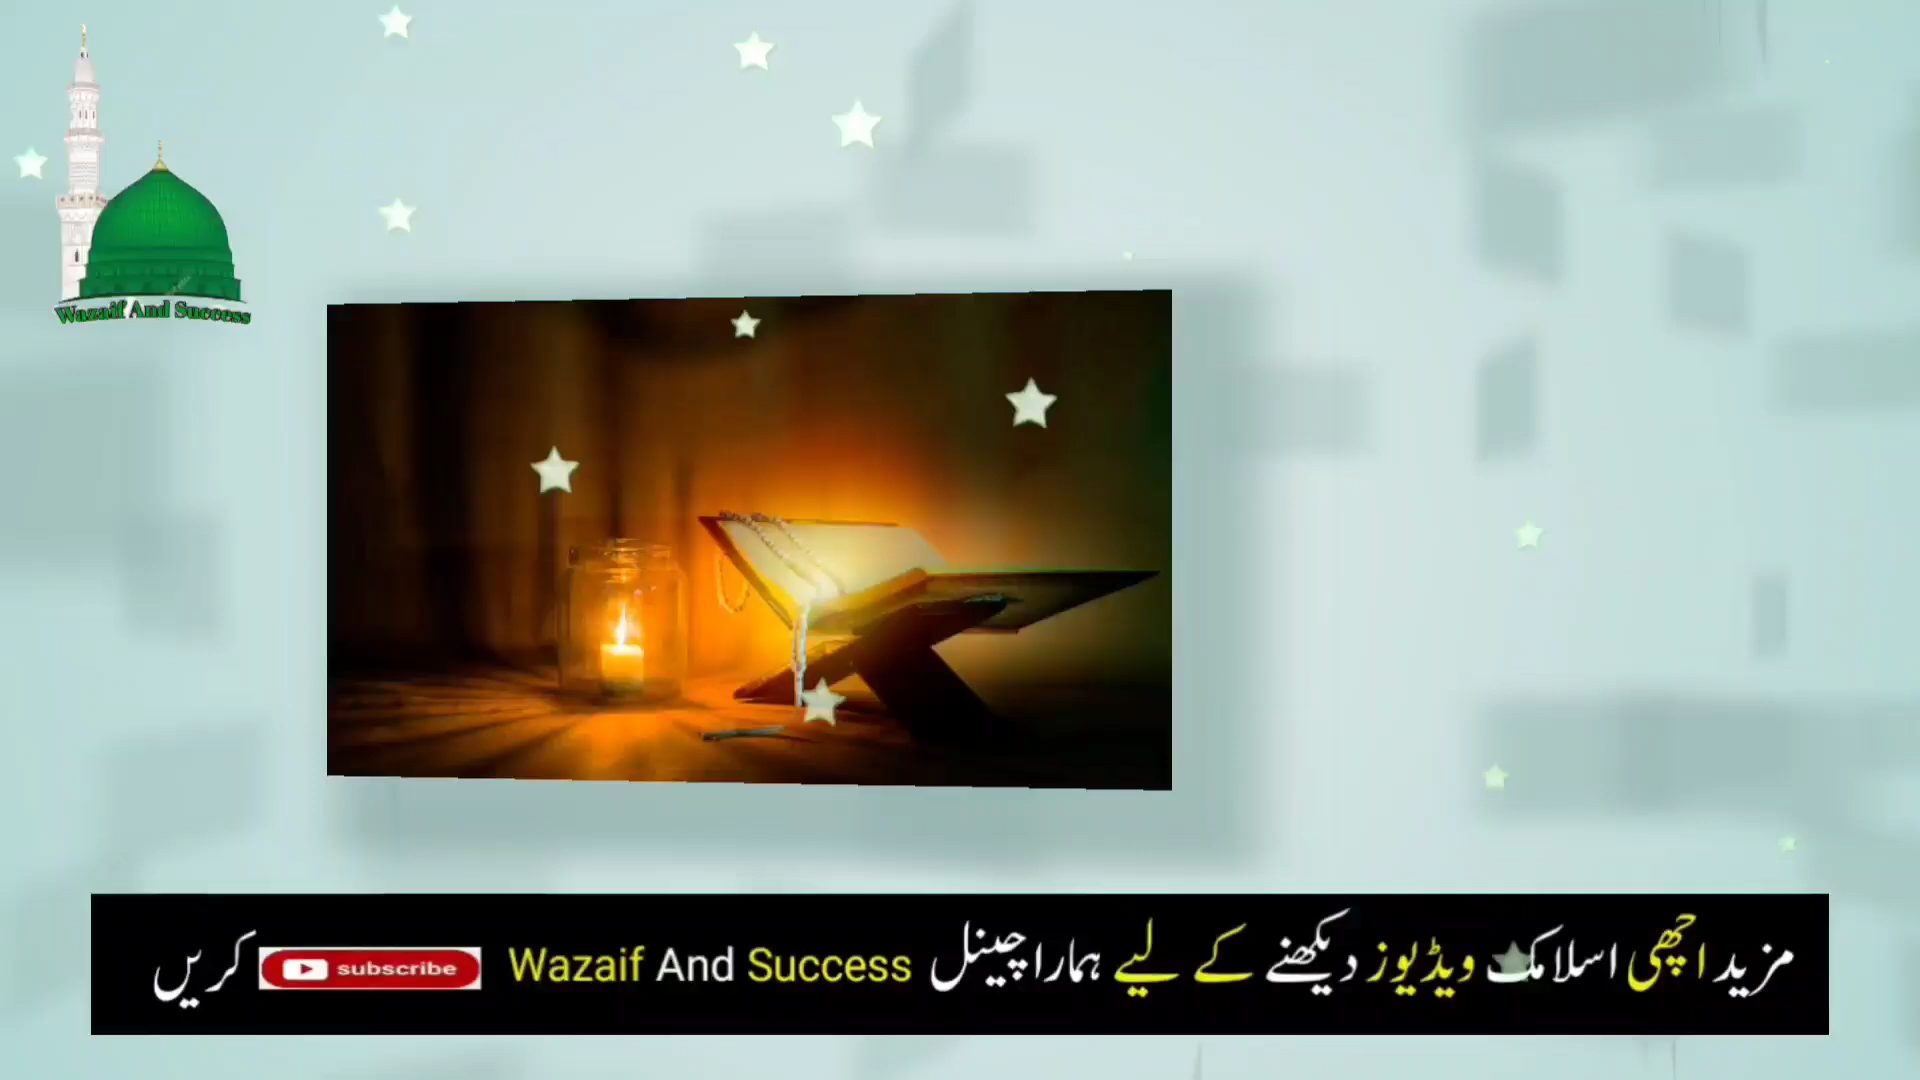 Wazaif And Success
مزید اچھی اسلامک ویڈیوز دیکھنے کے لیے ہمارا چینل Wazaif And Success subscribe کریں